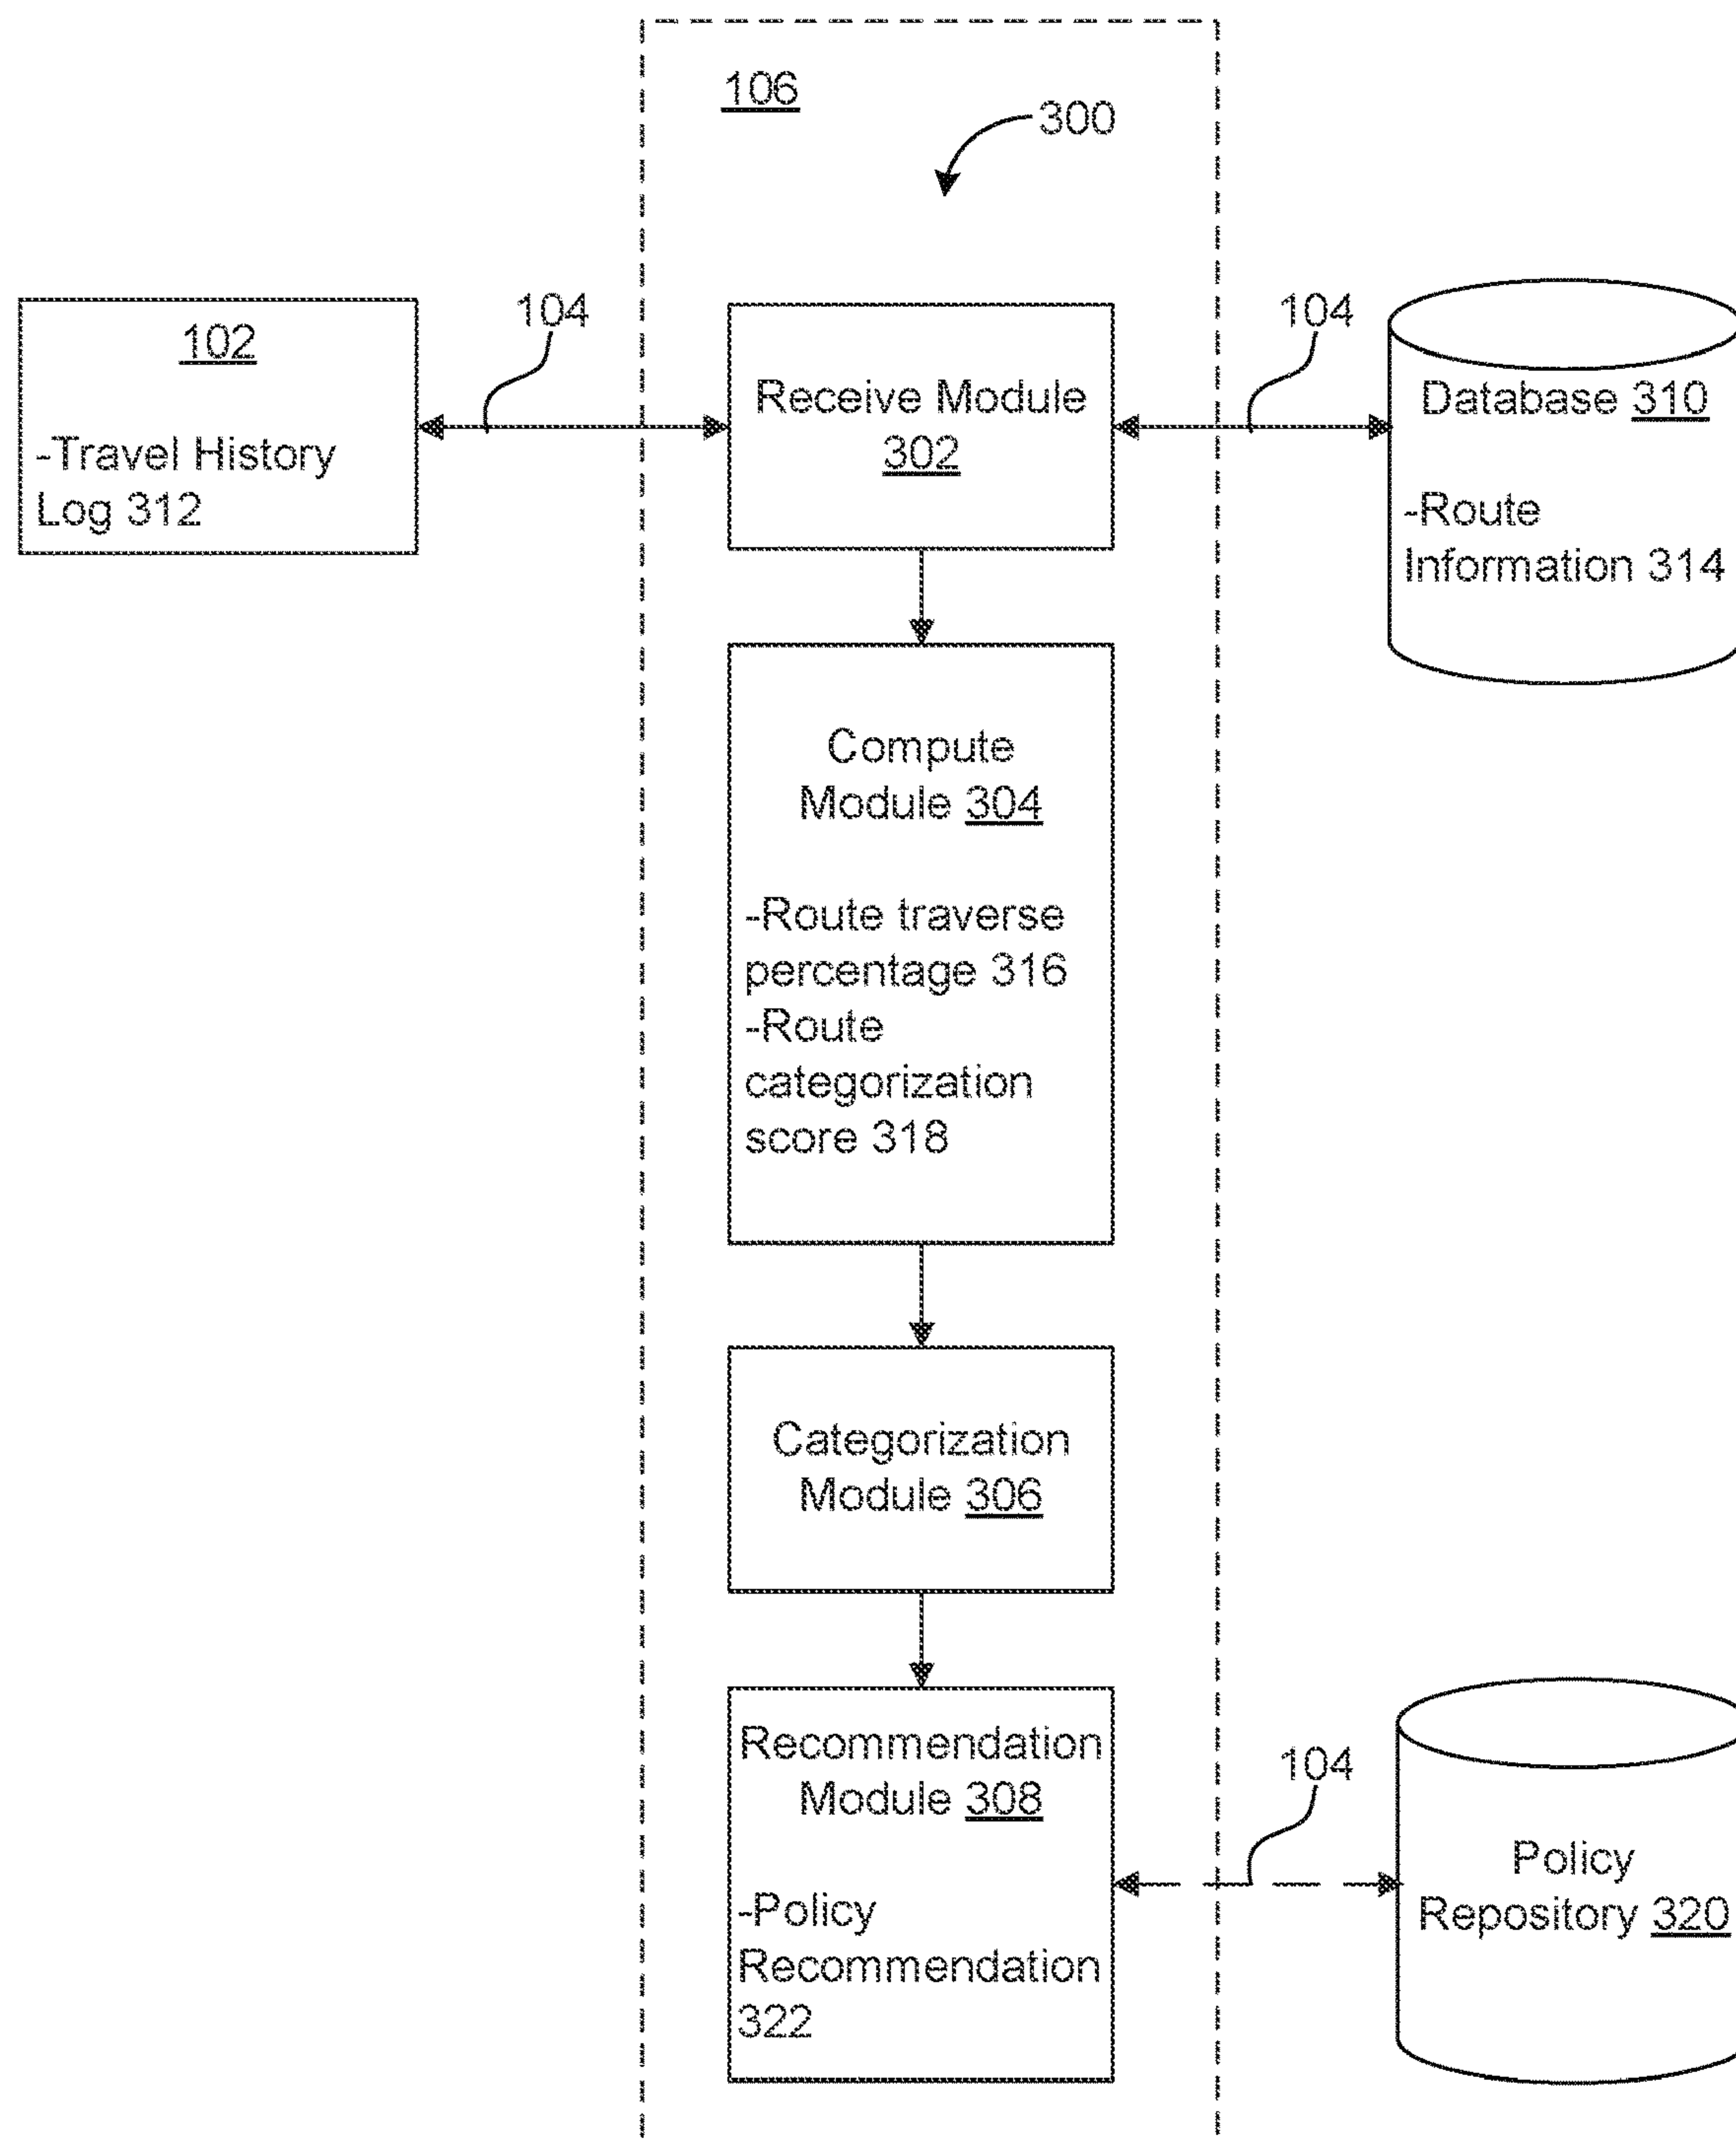 106
300
102
-Travel History
Log 312
104
Receive Module
302
104
Database 310
-Route
Information 314
Compute
Module 304
-Route traverse
percentage 316
-Route
categorization
score 318
Categorization
Module 306
Recommendation
Module 308
-Policy
Recommendation
322
104
Policy
Repository 320